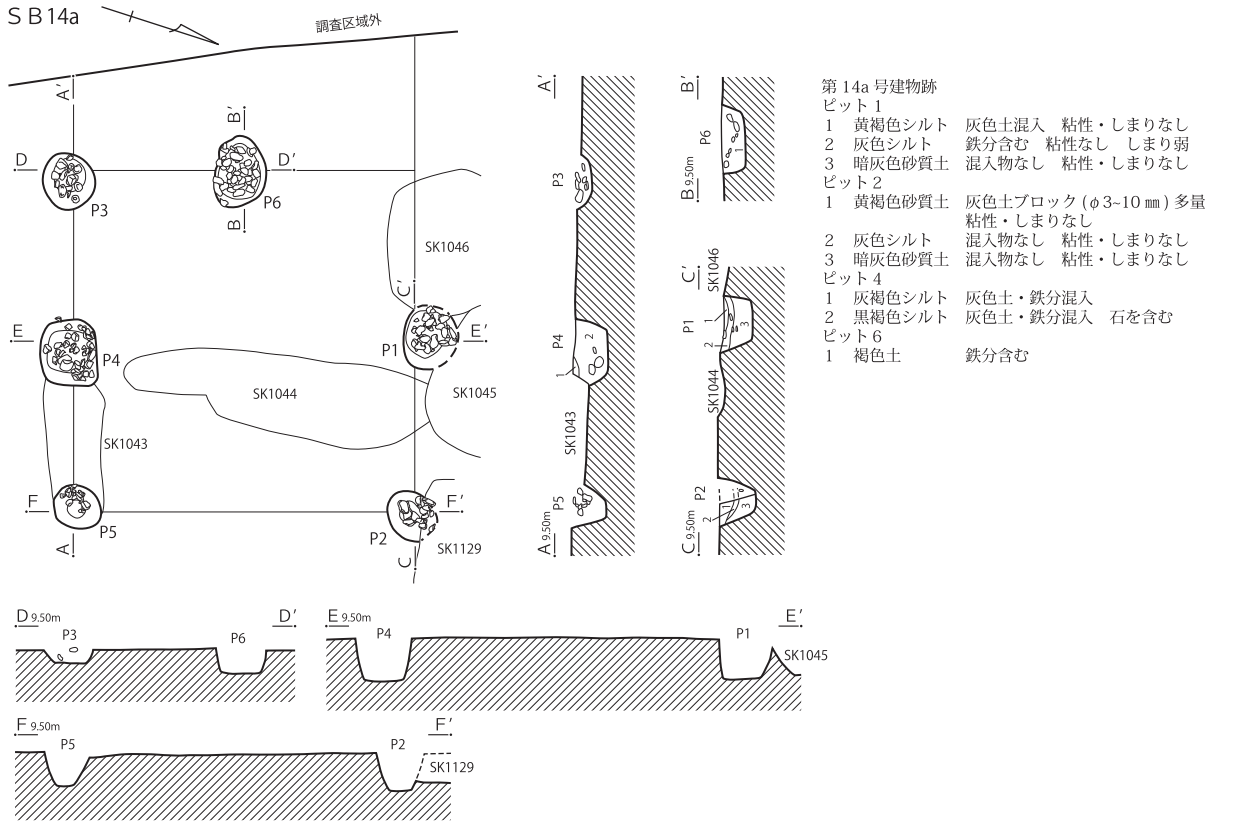 SB14a
調査区域外
A′
B′
D
D′
P3
P6
B
SK1046
C′
E
E′
P4
P1
SK1044
SK1045
SK1043
F
F′
P5
P2
A
C
SK1129
A′
P3
P4
1
2
SK1043
P5
A 9.50m
B′
P6
1
B 9.50m
C′
SK1046
P1
1
2
3
SK1044
P2
1
2
3
C 9.50m
第 14a 号建物跡
ピット 1
1 黄褐色シルト 灰色土混入 粘性・しまりなし
2 灰色シルト 鉄分含む 粘性なし しまり弱
3 暗灰色砂質土 混入物なし 粘性・しまりなし
ピット 2
1 黄褐色砂質土 灰色土ブロック (φ3~10 ㎜) 多量
粘性・しまりなし
2 灰色シルト 混入物なし 粘性・しまりなし
3 暗灰色砂質土 混入物なし 粘性・しまりなし
ピット 4
1 灰褐色シルト 灰色土・鉄分混入
2 黒褐色シルト 灰色土・鉄分混入 石を含む
ピット 6
1 褐色土 鉄分含む
D 9.50m
D′
P3
P6
E 9.50m
E′
P4
P1
SK1045
F 9.50m
F′
P5
P2
SK1129